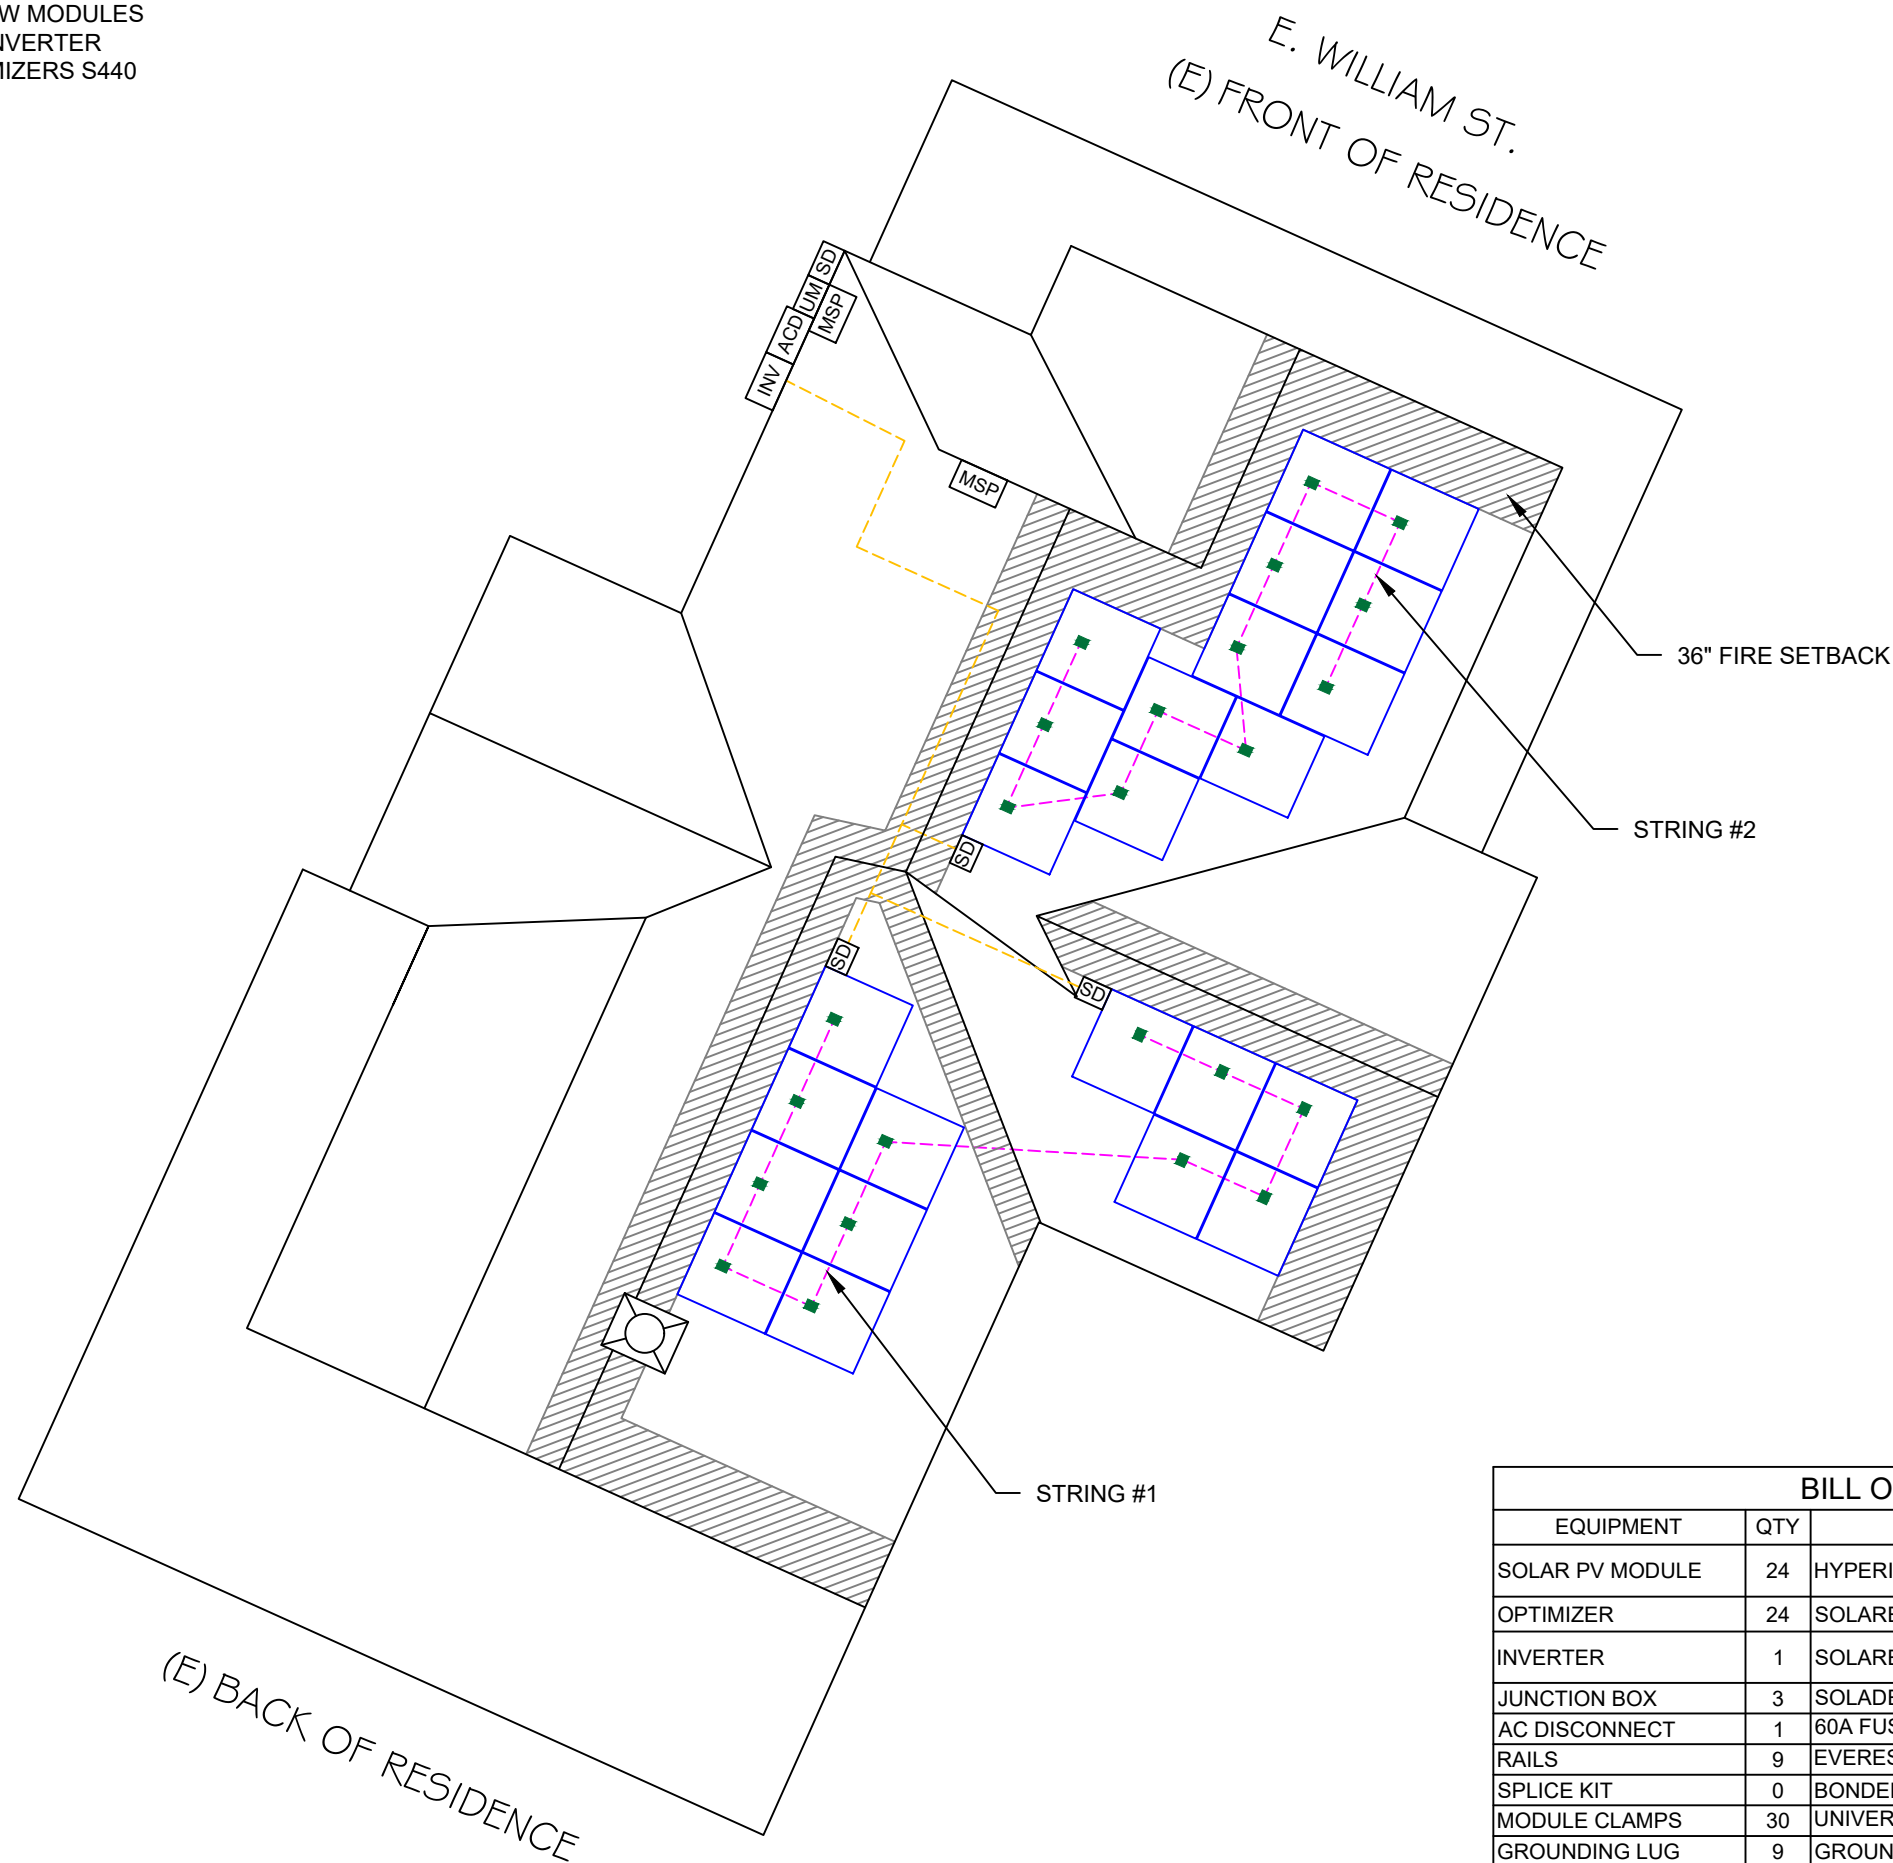 W MODULES
NVERTER
MIZERS S440
E. WILLIAM ST.
(E) FRONT OF RESIDENCE
SD
UM
MSP
ACD
INV
MSP
36" FIRE SETBACK
STRING #2
SD
SD
SD
STRING #1
(E) BACK OF RESIDENCE
BILL O
EQUIPMENT QTY
SOLAR PV MODULE 24 HYPERI
OPTIMIZER 24 SOLARE
INVERTER 1 SOLARE
JUNCTION BOX 3 SOLADE
AC DISCONNECT 1 60A FUS
RAILS 9 EVERES
SPLICE KIT 0 BONDE
MODULE CLAMPS 30 UNIVER
GROUNDING LUG 9 GROUN